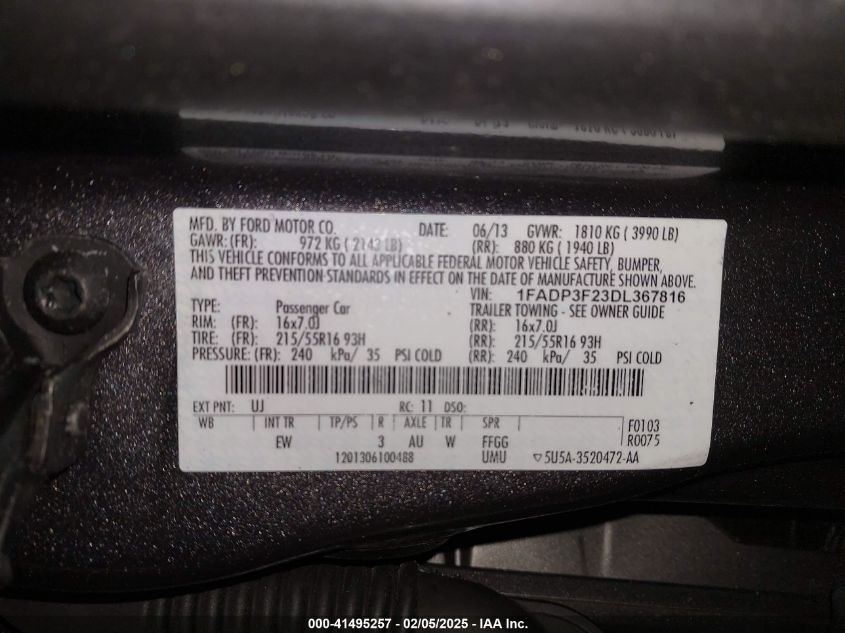 MFD. BY FORD MOTOR CO. DATE: 06/13 GVWR: 1810 KG ( 3990 LB)
GAWR: (FR): 972 KG ( 2143 LB) (RR): 880 KG ( 1940 LB)
THIS VEHICLE CONFORMS TO ALL APPLICABLE FEDERAL MOTOR VEHICLE SAFETY, BUMPER,
AND THEFT PREVENTION STANDARDS IN EFFECT ON THE DATE OF MANUFACTURE SHOWN ABOVE.
VIN: 1FADP3F23DL367816
TYPE: Passenger Car TRAILER TOWING - SEE OWNER GUIDE
RIM: (FR): 16x7.0J (RR): 16x7.0J
TIRE: (FR): 215/55R16 93H (RR): 215/55R16 93H
PRESSURE: (FR): 240 kPa/ 35 PSI COLD (RR): 240 kPa/ 35 PSI COLD
EXT PNT: UJ RC: 11 DSO:
WB INT TR TP/PS R AXLE TR SPR F0103
EW 3 AU W FFGG R0075
1201306100488 UMU ▽5U5A-3520472-AA
000-41495257 - 02/05/2025 - IAA Inc.